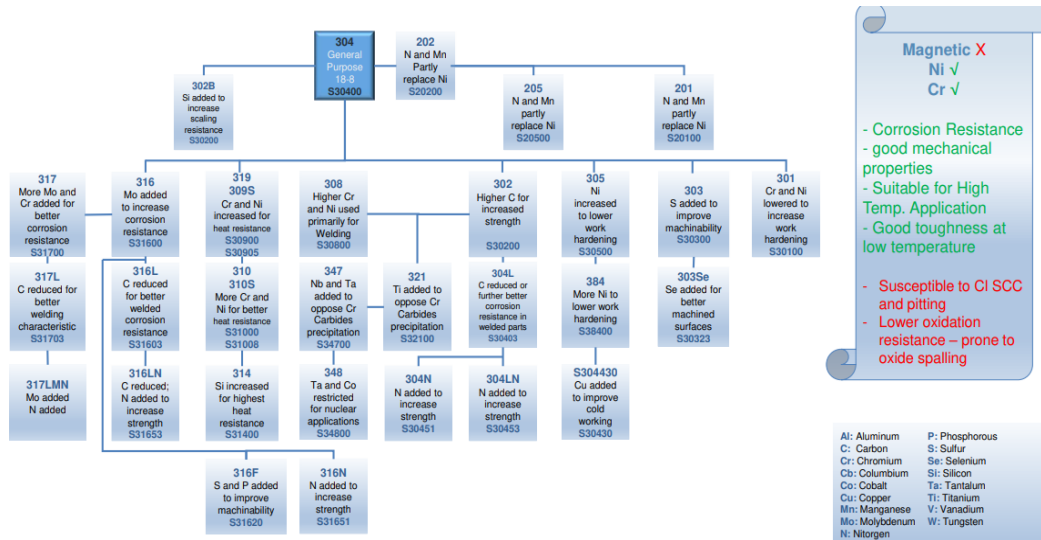 304
General
Purpose
18-8
S30400
202
N and Mn
Partly
replace Ni
S20200
302B
Si added to
increase
scaling
resistance
S30200
205
N and Mn
partly
replace Ni
S20500
201
N and Mn
partly
replace Ni
S20100
317
More Mo and
Cr added for
better
corrosion
resistance
S31700
316
Mo added
to increase
corrosion
resistance
S31600
319
309S
Cr and Ni
increased for
heat resistance
S30900
S30905
308
Higher Cr
and Ni used
primarily for
Welding
S30800
302
Higher C for
increased
strength
S30200
305
Ni
increased to
lower
work
hardening
S30500
303
S added to
improve
machinability
S30300
301
Cr and Ni
lowered to
increase
work
hardening
S30100
317L
C reduced for
better
welding
characteristic
S31703
316L
C reduced
for better
welded
corrosion
resistance
S31603
310
310S
More Cr and
Ni for better
heat resistance
S31000
S31008
347
Nb and Ta
added to
oppose Cr
Carbides
precipitation
S34700
321
Ti added to
oppose Cr
Carbides
precipitation
S32100
304L
C reduced or
further better
corrosion
resistance in
welded parts
S30403
384
More Ni to
lower work
hardening
S38400
303Se
Se added for
better
machined
surfaces
S30323
317LMN
Mo added
N added
316LN
C reduced;
N added to
increase
strength
S31653
314
Si increased
for highest
heat
resistance
S31400
348
Ta and Co
restricted
for nuclear
applications
S34800
304N
N added to
increase
strength
S30451
304LN
N added to
increase
strength
S30453
S304430
Cu added
to improve
cold
working
S30430
316F
S and P added
to improve
machinability
S31620
316N
N added to
increase
strength
S31651
Magnetic X
Ni √
Cr √
- Corrosion Resistance
- good mechanical
properties
- Suitable for High
Temp. Application
- Good toughness at
low temperature
- Susceptible to Cl SCC
and pitting
- Lower oxidation
resistance – prone to
oxide spalling
Al: Aluminum
C: Carbon
Cr: Chromium
Cb: Columbium
Co: Cobalt
Cu: Copper
Mn: Manganese
Mo: Molybdenum
N: Nitorgen
P: Phosphorous
S: Sulfur
Se: Selenium
Si: Silicon
Ta: Tantalum
Ti: Titanium
V: Vanadium
W: Tungsten